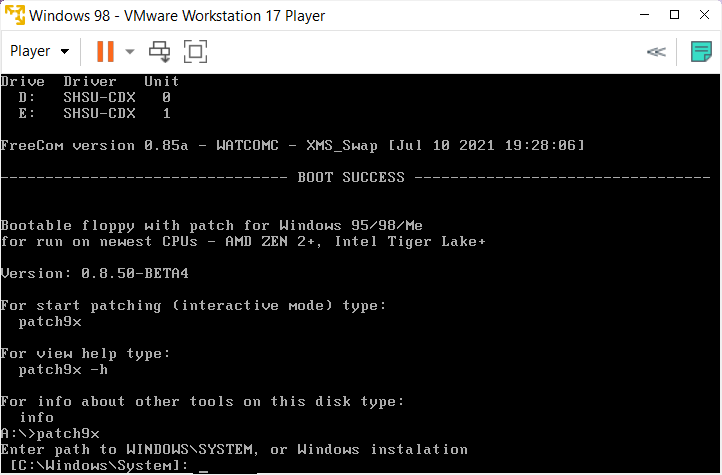 Windows 98 - VMware Workstation 17 Player
Player
Drive  Driver   Unit
  D:   SHSU-CDX   0
  E:   SHSU-CDX   1
FreeCom version 0.85a - WATCOMC - XMS_Swap [Jul 10 2021 19:28:06]
-------------------------------- BOOT SUCCESS ---------------------------------
Bootable floppy with patch for Windows 95/98/Me
for run on newest CPUs - AMD ZEN 2+, Intel Tiger Lake+
Version: 0.8.50-BETA4
For start patching (interactive mode) type:
  patch9x
For view help type:
  patch9x -h
For info about other tools on this disk type:
  info
A:\>patch9x
Enter path to WINDOWS\SYSTEM, or Windows instalation
 [C:\Windows\System]: _